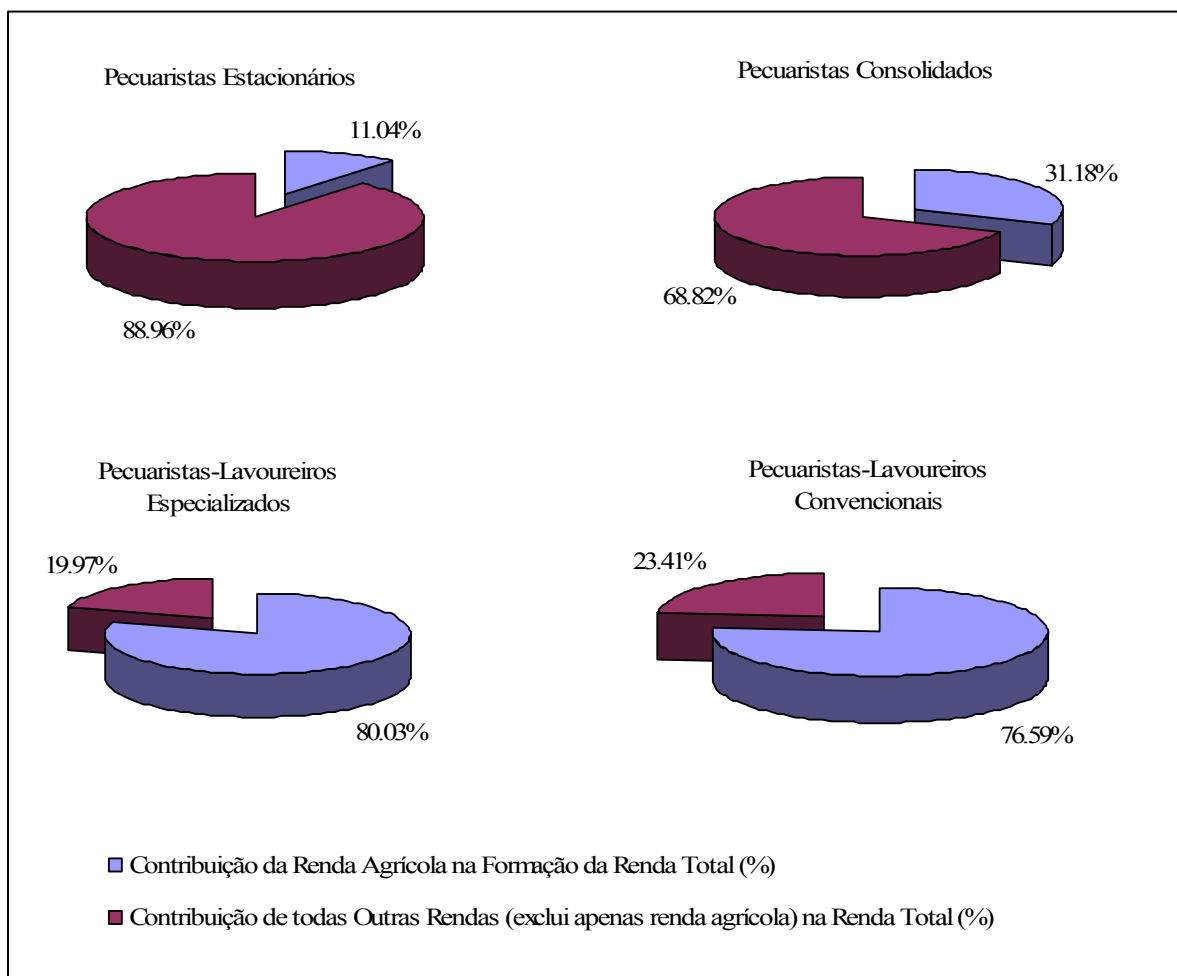 Pecuaristas Estacionários
11.04%
88.96%
Pecuaristas Consolidados
31.18%
68.82%
Pecuaristas-Lavoureiros
Especializados
19.97%
80.03%
Pecuaristas-Lavoureiros
Convencionais
23.41%
76.59%
Contribuição da Renda Agrícola na Formação da Renda Total (%)
Contribuição de todas Outras Rendas (exclui apenas renda agrícola) na Renda Total (%)